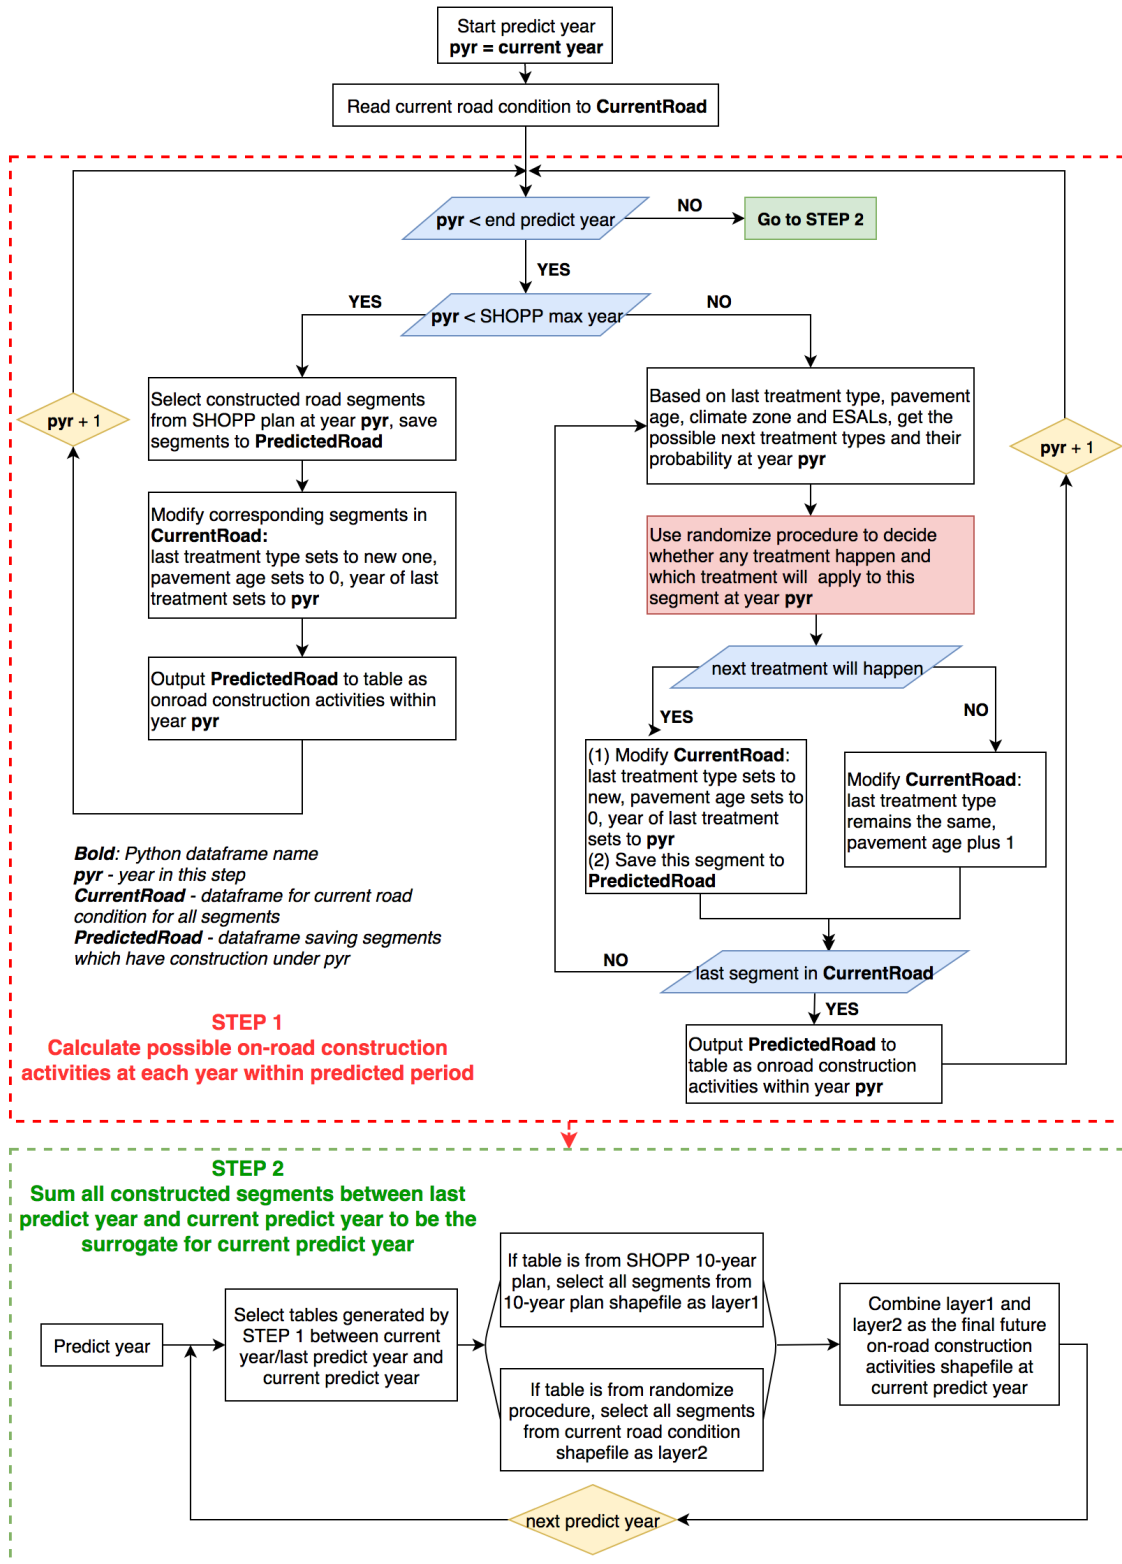 Start predict year
pyr = current year
Read current road condition to CurrentRoad
pyr < end predict year
NO
Go to STEP 2
YES
YES
pyr < SHOPP max year
NO
Select constructed road segments
from SHOPP plan at year pyr, save
segments to PredictedRoad
pyr + 1
Modify corresponding segments in
CurrentRoad:
last treatment type sets to new one,
pavement age sets to 0, year of last
treatment sets to pyr
Output PredictedRoad to table as
onroad construction activities within
year pyr
Based on last treatment type, pavement
age, climate zone and ESALs, get the
possible next treatment types and their
probability at year pyr
pyr + 1
Use randomize procedure to decide
whether any treatment happen and
which treatment will apply to this
segment at year pyr
next treatment will happen
YES
NO
(1) Modify CurrentRoad:
last treatment type sets to
new, pavement age sets to
0, year of last treatment
sets to pyr
(2) Save this segment to
PredictedRoad
Modify CurrentRoad:
last treatment type
remains the same,
pavement age plus 1
NO
last segment in CurrentRoad
YES
Output PredictedRoad to
table as onroad construction
activities within year pyr
Bold: Python dataframe name
pyr - year in this step
CurrentRoad - dataframe for current road
condition for all segments
PredictedRoad - dataframe saving segments
which have construction under pyr
STEP 1
Calculate possible on-road construction
activities at each year within predicted period
STEP 2
Sum all constructed segments between last
predict year and current predict year to be the
surrogate for current predict year
Predict year
Select tables generated by
STEP 1 between current
year/last predict year and
current predict year
If table is from SHOPP 10-year
plan, select all segments from
10-year plan shapefile as layer1
If table is from randomize
procedure, select all segments
from current road condition
shapefile as layer2
Combine layer1 and
layer2 as the final future
on-road construction
activities shapefile at
current predict year
next predict year